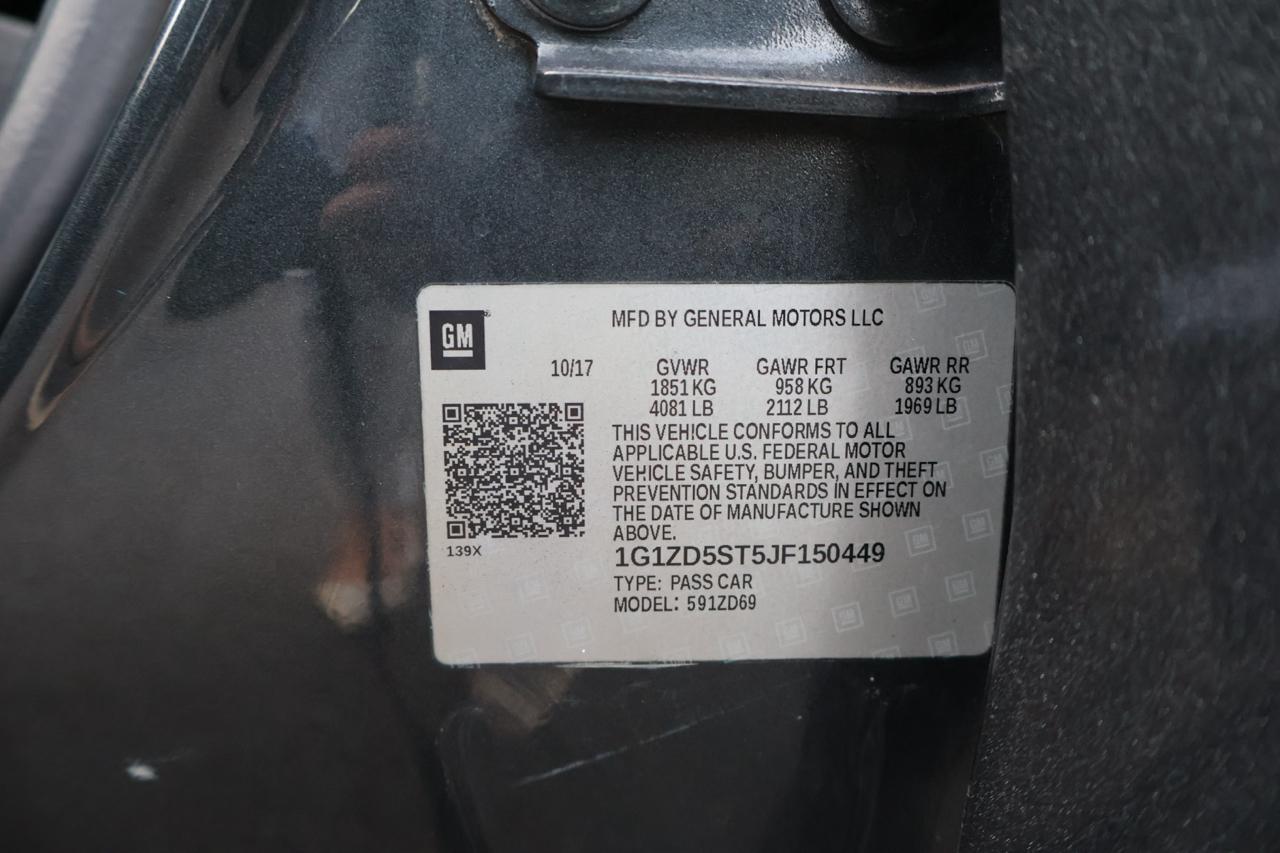 GM
MFD BY GENERAL MOTORS LLC
10/17 GVWR GAWR FRT GAWR RR
1851 KG 958 KG 893 KG
4081 LB 2112 LB 1969 LB
THIS VEHICLE CONFORMS TO ALL
APPLICABLE U.S. FEDERAL MOTOR
VEHICLE SAFETY, BUMPER, AND THEFT
PREVENTION STANDARDS IN EFFECT ON
THE DATE OF MANUFACTURE SHOWN
ABOVE.
139X
1G1ZD5ST5JF150449
TYPE: PASS CAR
MODEL: 591ZD69